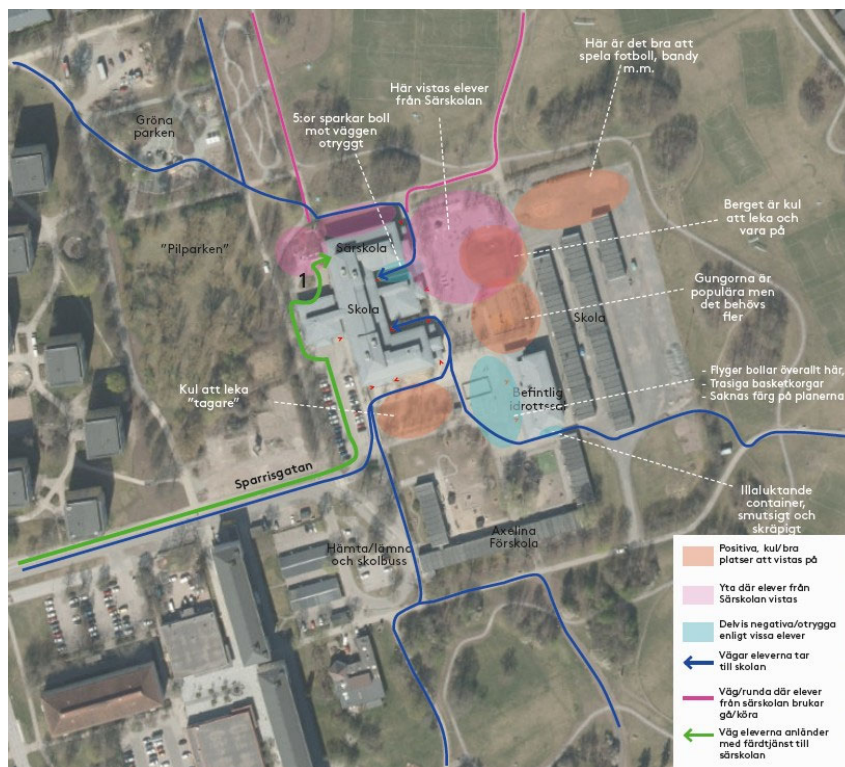 Här är det bra att
spela fotboll, bandy
m.m.
Här vistas elever
från Särskolan
5:or sparkar boll
mot väggen
otryggt
Gröna
parken
Berget är kul
att leka och
vara på
"Pilparken"
Särskola
1
Gungorna är
populära men
det behövs
fler
Skola
Skola
Kul att leka
"tagare"
- Flyger bollar överallt här,
- Trasiga basketkorgar
- Saknas färg på planerna
Befintlig
idrottssal
Sparrisgatan
Illaluktande
container,
smutsigt och
skräpigt
Hämta/lämna
och skolbuss
Axelina
Förskola
Positiva, kul/bra
platser att vistas på
Yta där elever från
Särskolan vistas
Delvis negativa/otrygga
enligt vissa elever
Vägar eleverna tar
till skolan
Väg/runda där elever
från särskolan brukar
gå/köra
Väg eleverna anländer
med färdtjänst till
särskolan